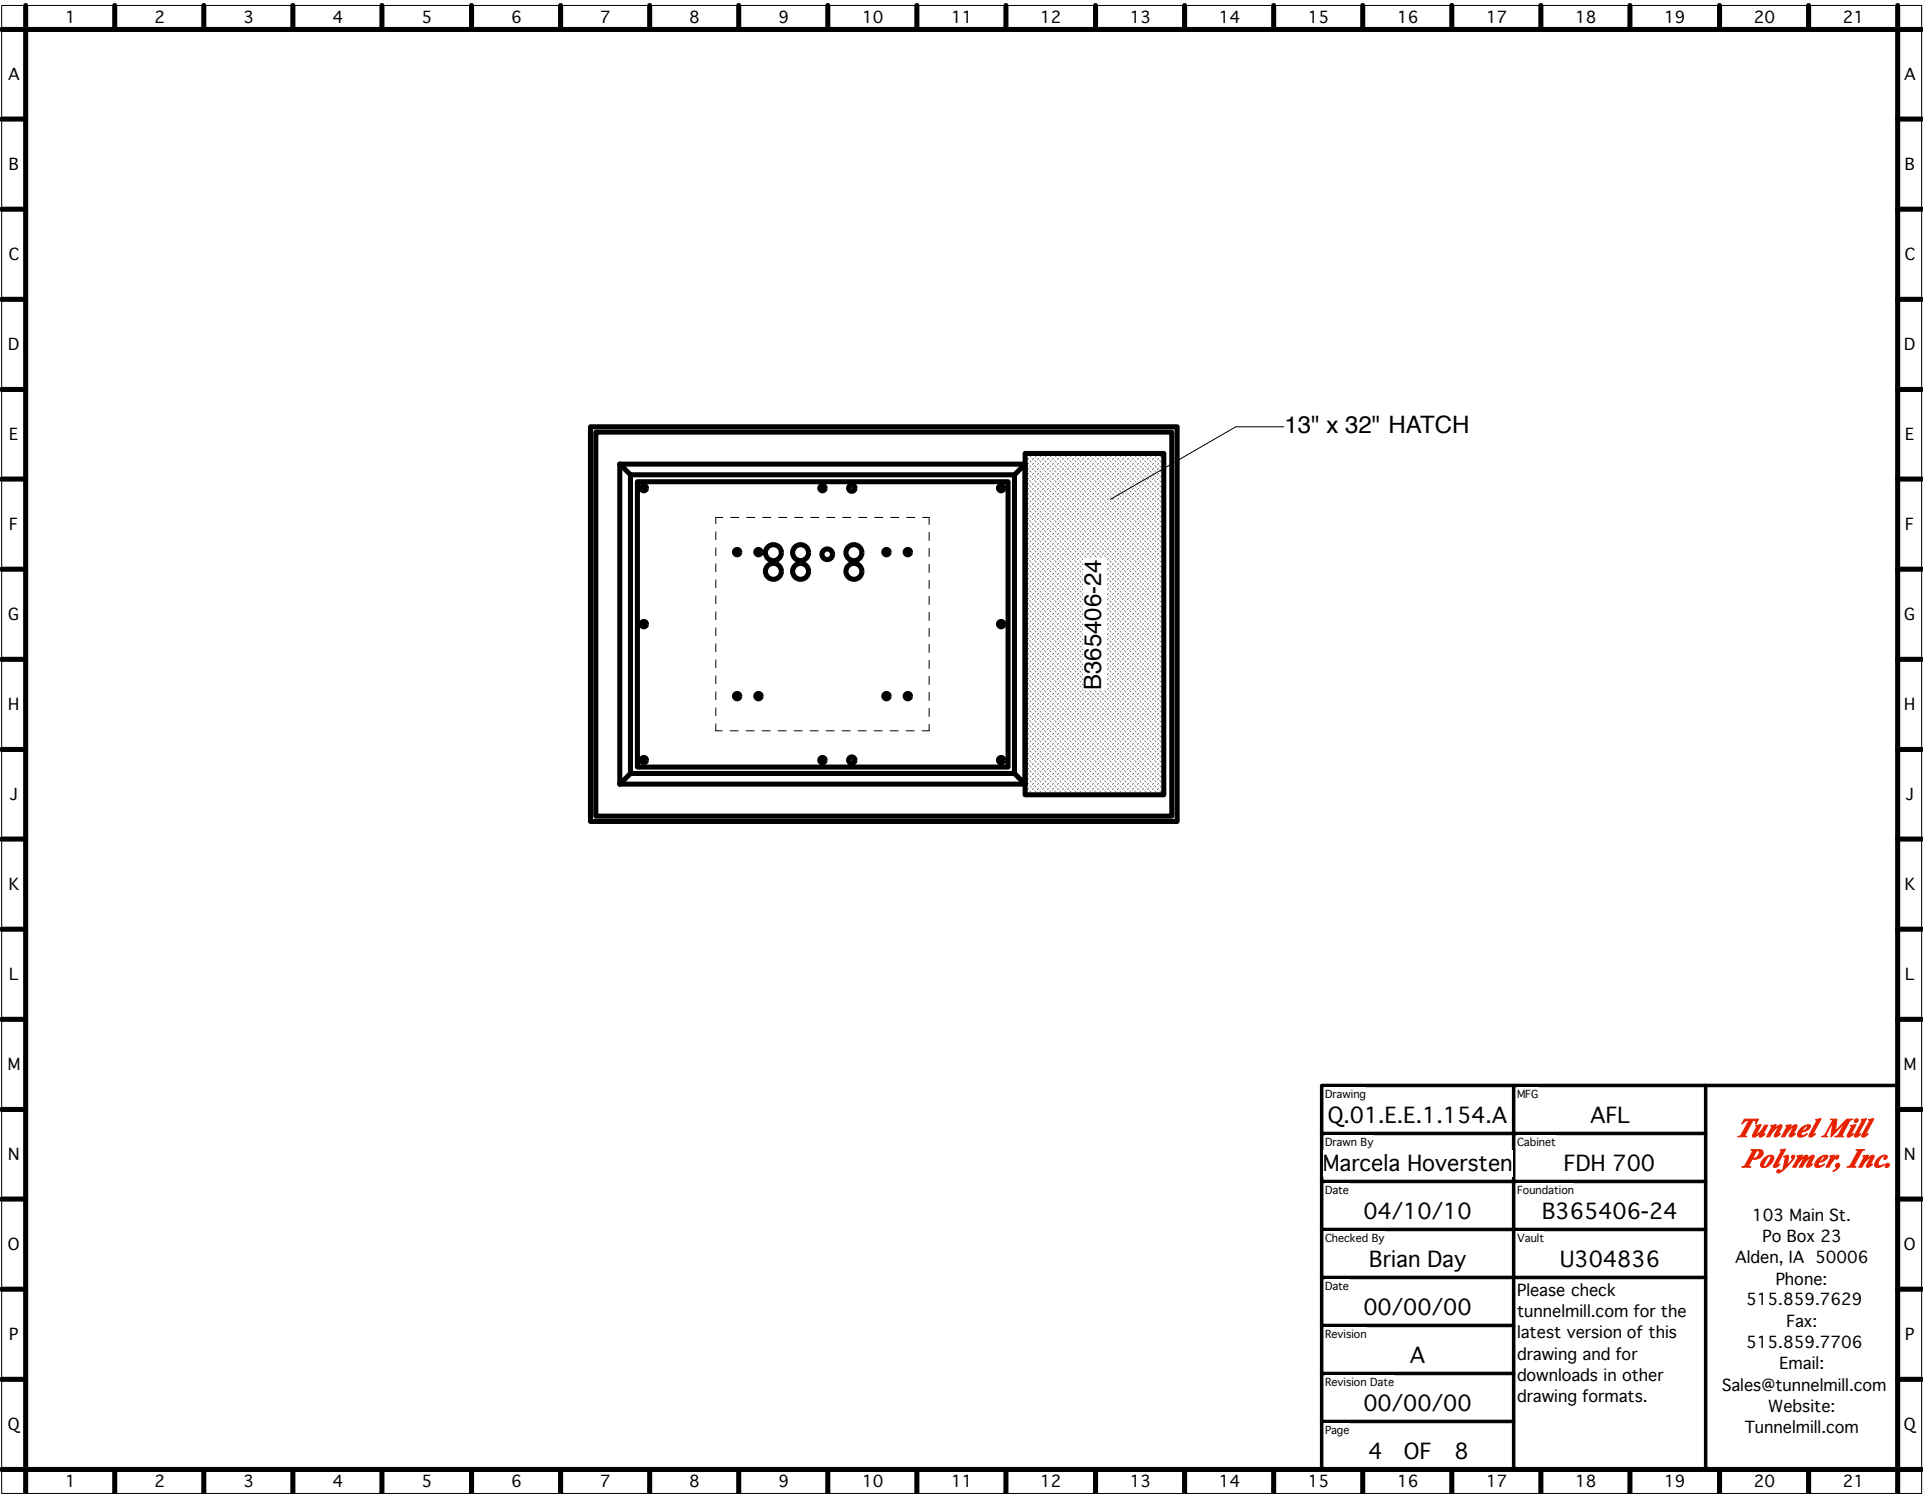 1 2 3 4 5 6 7 8 9 10 11 12 13 14 15 16 17 18 19 20 21
A A
B B
C C
D D
E E
F F
G G
H H
J J
K K
L L
M M
N N
O O
P P
Q Q
13" x 32" HATCH
B365406-24
Drawing
Q.01.E.E.1.154.A
MFG
AFL
Drawn By
Marcela Hoversten
Cabinet
FDH 700
Date
04/10/10
Foundation
B365406-24
Checked By
Brian Day
Vault
U304836
Date
00/00/00
Revision
A
Revision Date
00/00/00
Page
4 OF 8
Please check
tunnelmill.com for the
latest version of this
drawing and for
downloads in other
drawing formats.
Tunnel Mill
Polymer, Inc.
103 Main St.
Po Box 23
Alden, IA 50006
Phone:
515.859.7629
Fax:
515.859.7706
Email:
Sales@tunnelmill.com
Website:
Tunnelmill.com
1 2 3 4 5 6 7 8 9 10 11 12 13 14 15 16 17 18 19 20 21